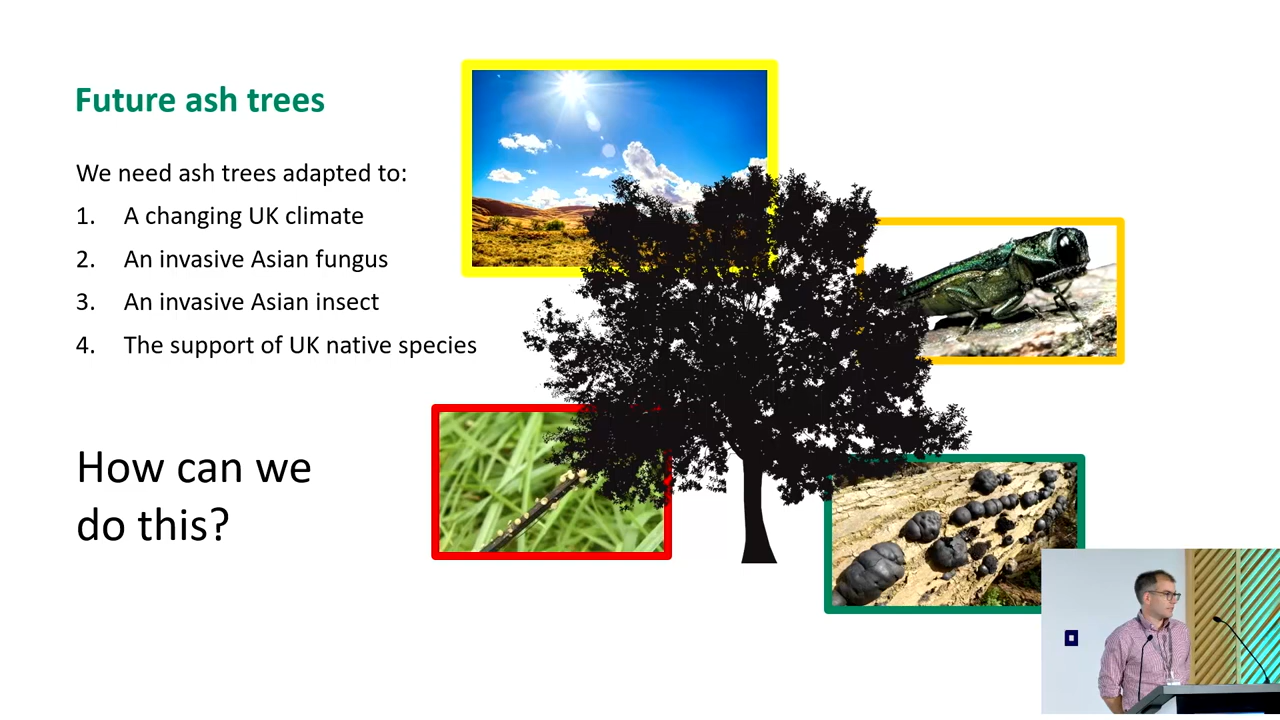 Future ash trees
We need ash trees adapted to:
1. A changing UK climate
2. An invasive Asian fungus
3. An invasive Asian insect
4. The support of UK native species
How can we
do this?